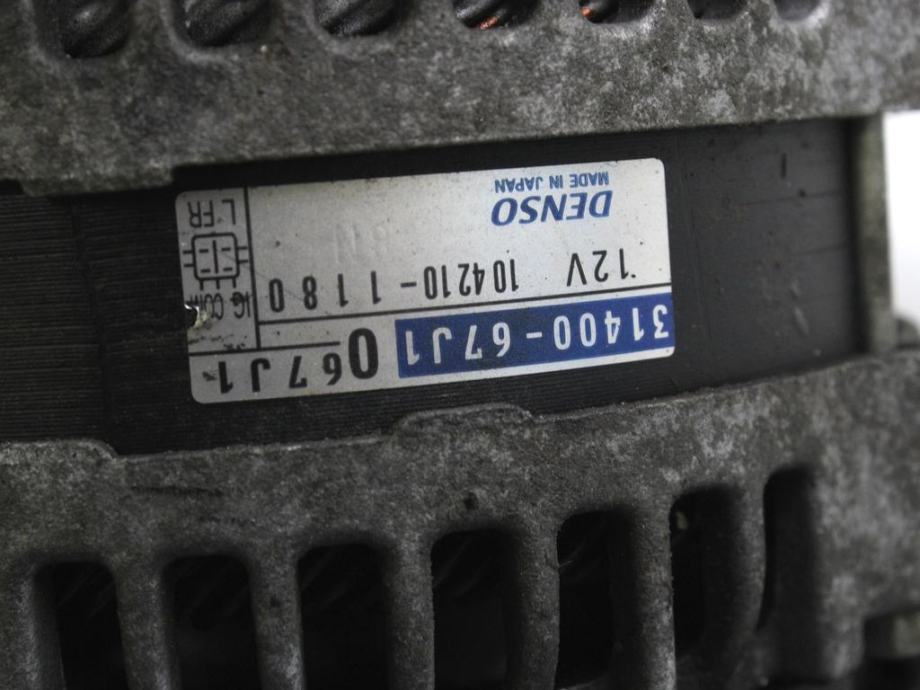 31400-67J1 067J1
12V 104210-1180
DENSO
MADE IN JAPAN
IG COM
L FR